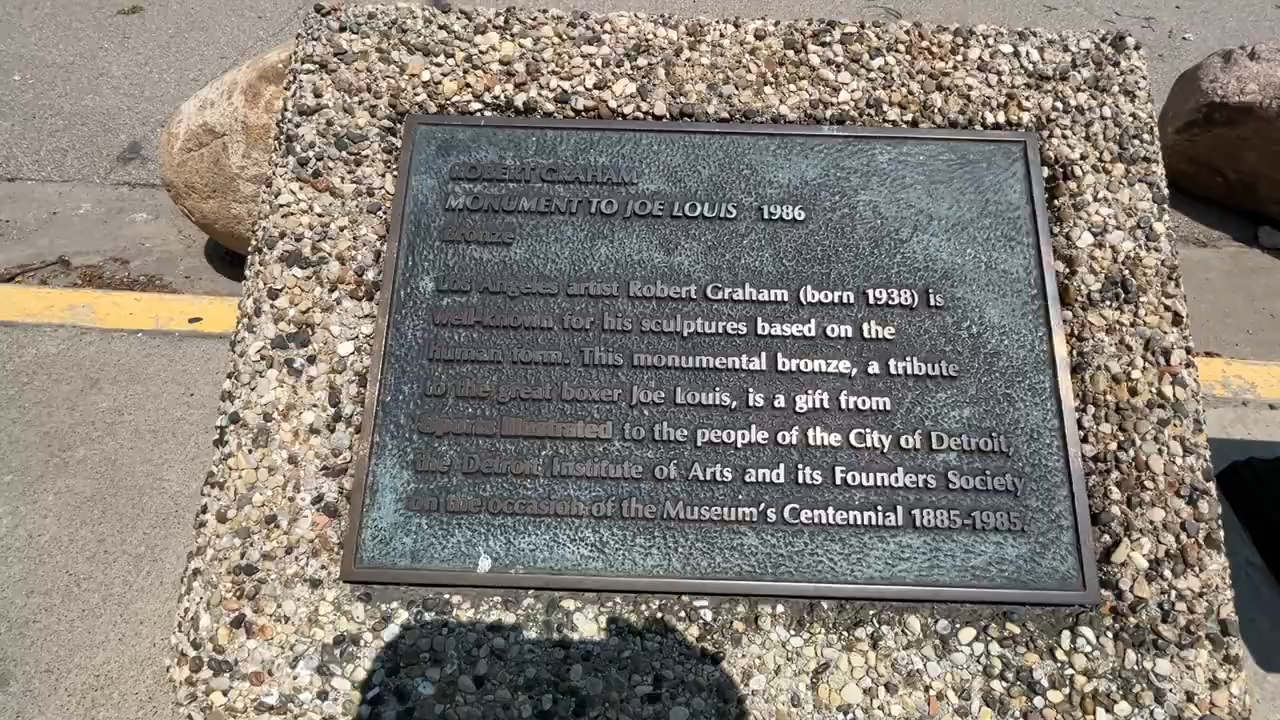 ROBERT GRAHAM
MONUMENT TO JOE LOUIS 1986
Bronze
Los Angeles artist Robert Graham (born 1938) is
well-known for his sculptures based on the
human form. This monumental bronze, a tribute
to the great boxer Joe Louis, is a gift from
Sports Illustrated to the people of the City of Detroit,
the Detroit Institute of Arts and its Founders Society
on the occasion of the Museum's Centennial 1885-1985.